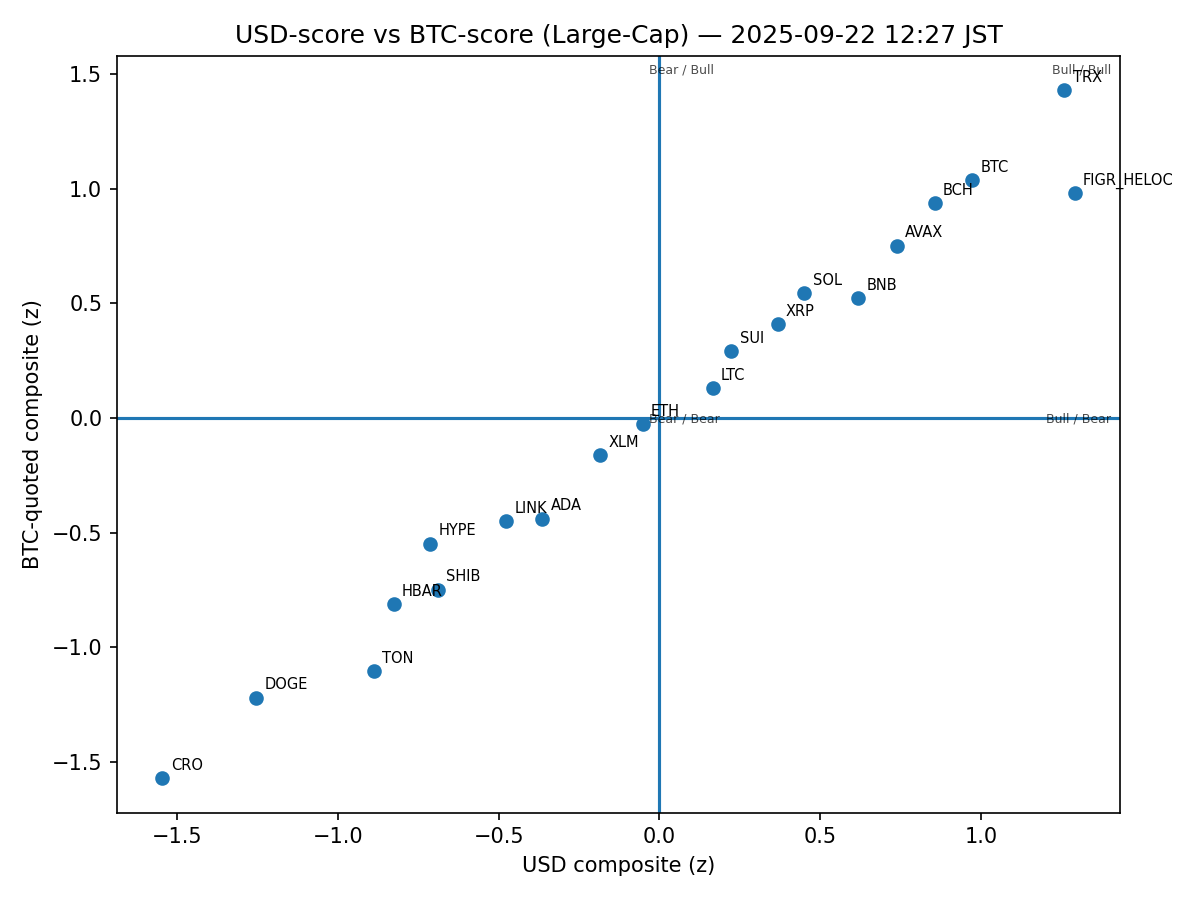 USD-score vs BTC-score (Large-Cap) — 2025-09-22 12:27 JST
Bear / Bull
Bull / Bull
TRX
BTC
FIGR_HELOC
BCH
AVAX
SOL
BNB
XRP
SUI
LTC
ETH
Bear / Bear
Bull / Bear
XLM
LINK
ADA
HYPE
SHIB
HBAR
TON
DOGE
CRO
1.5
1.0
0.5
0.0
−0.5
−1.0
−1.5
BTC-quoted composite (z)
−1.5
−1.0
−0.5
0.0
0.5
1.0
USD composite (z)